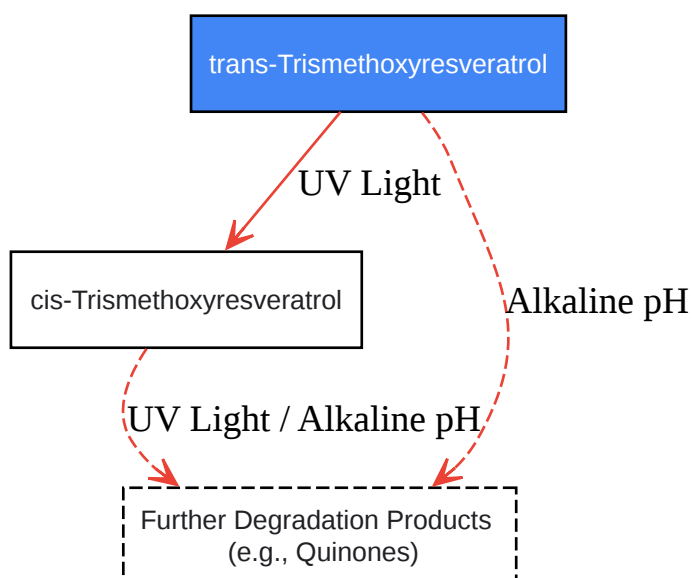 trans-Trismethoxyresveratrol
UV Light
cis-Trismethoxyresveratrol
Alkaline pH
UV Light / Alkaline pH
Further Degradation Products
(e.g., Quinones)